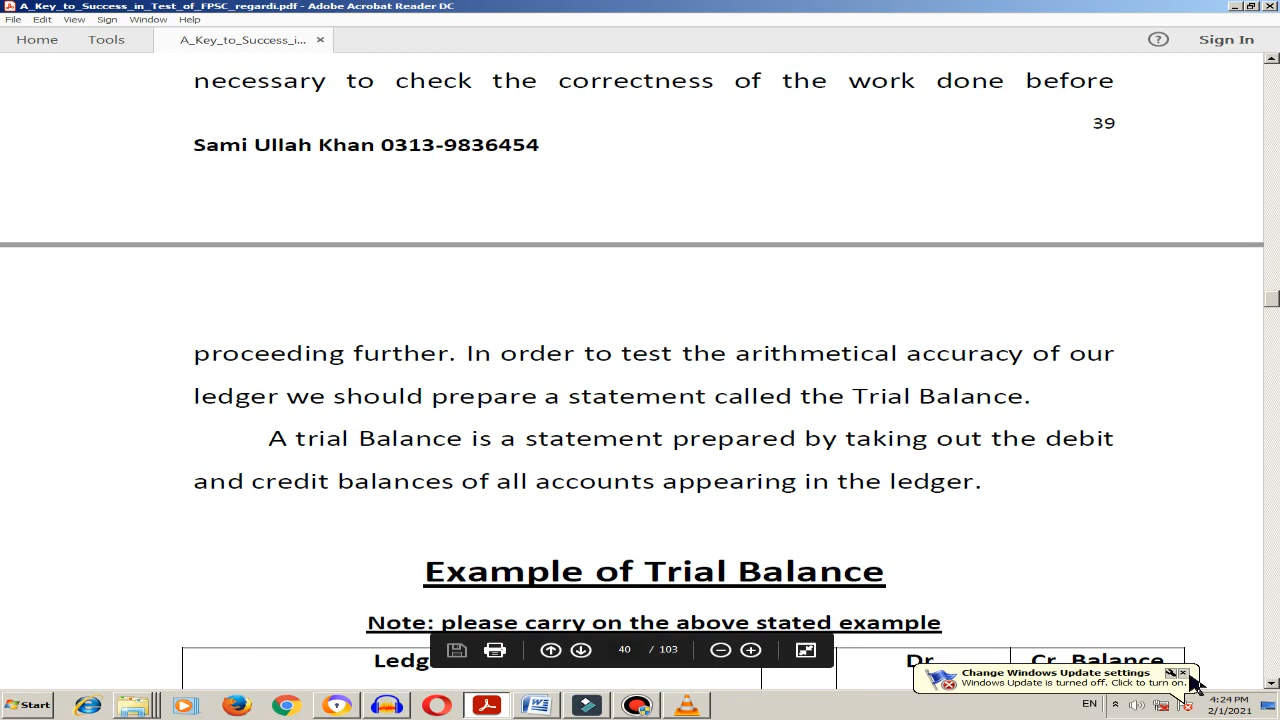 A_Key_to_Success_in_Test_of_FPSC_regardi.pdf - Adobe Acrobat Reader DC
File Edit View Sign Window Help
Home Tools A_Key_to_Success_i... × ? Sign In
necessary to check the correctness of the work done before
39
Sami Ullah Khan 0313-9836454
proceeding further. In order to test the arithmetical accuracy of our
ledger we should prepare a statement called the Trial Balance.
A trial Balance is a statement prepared by taking out the debit
and credit balances of all accounts appearing in the ledger.
Example of Trial Balance
Note: please carry on the above stated example
40 / 103
Dr Cr Balance
Change Windows Update settings
Windows Update is turned off. Click to turn on.
Start EN 4:24 PM
2/1/2021